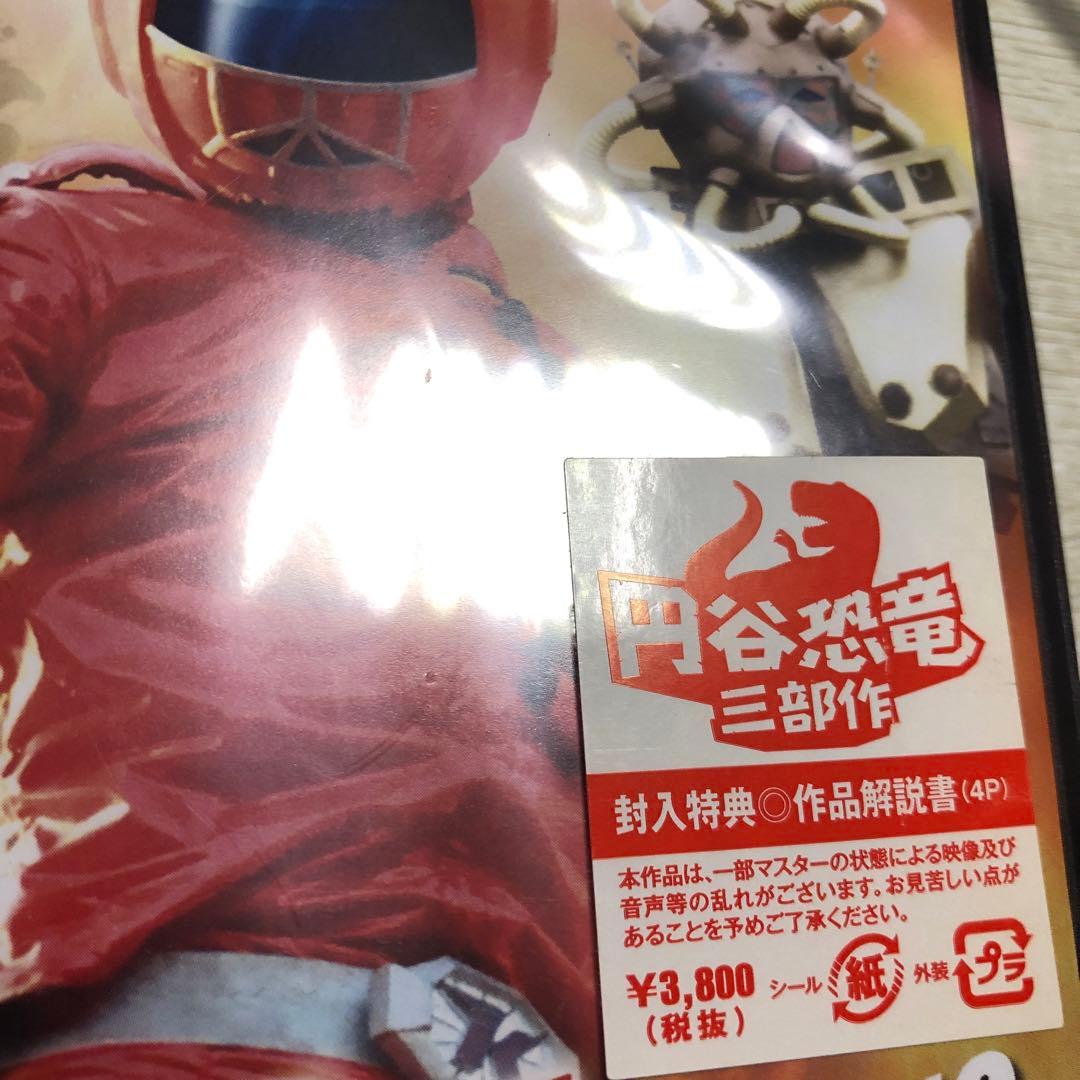 円谷恐竜
三部作
封入特典◎作品解説書(4P)
本作品は、一部マスターの状態による映像及び
音声等の乱れがございます。お見苦しい点が
あることを予めご了承ください。
¥3,800
(税抜)
シール 紙 外装 プラ